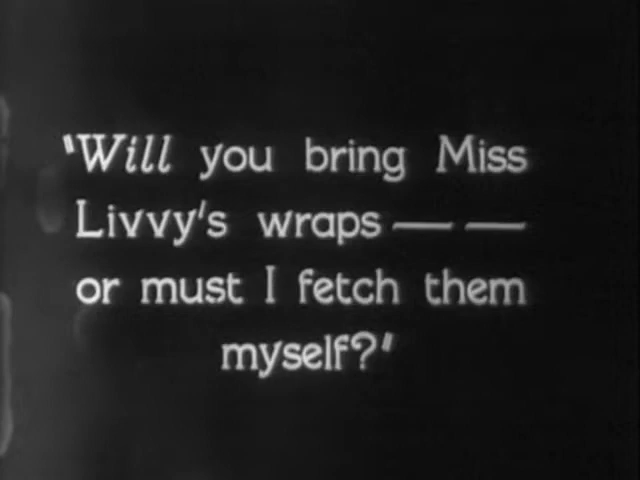 'Will you bring Miss
Livvy's wraps — —
or must I fetch them
myself?'